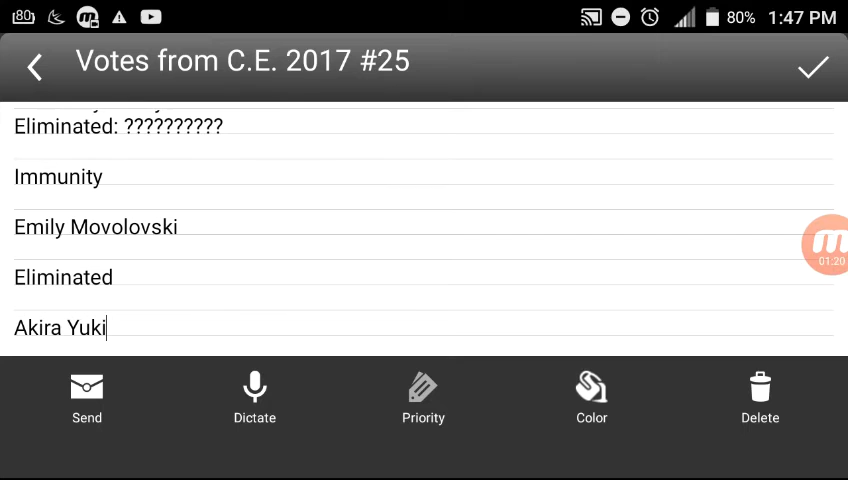 80
80% 1:47 PM
Votes from C.E. 2017 #25
Eliminated: ??????????
Immunity
Emily Movolovski
01:20
Eliminated
Akira Yuki
Send Dictate Priority Color Delete